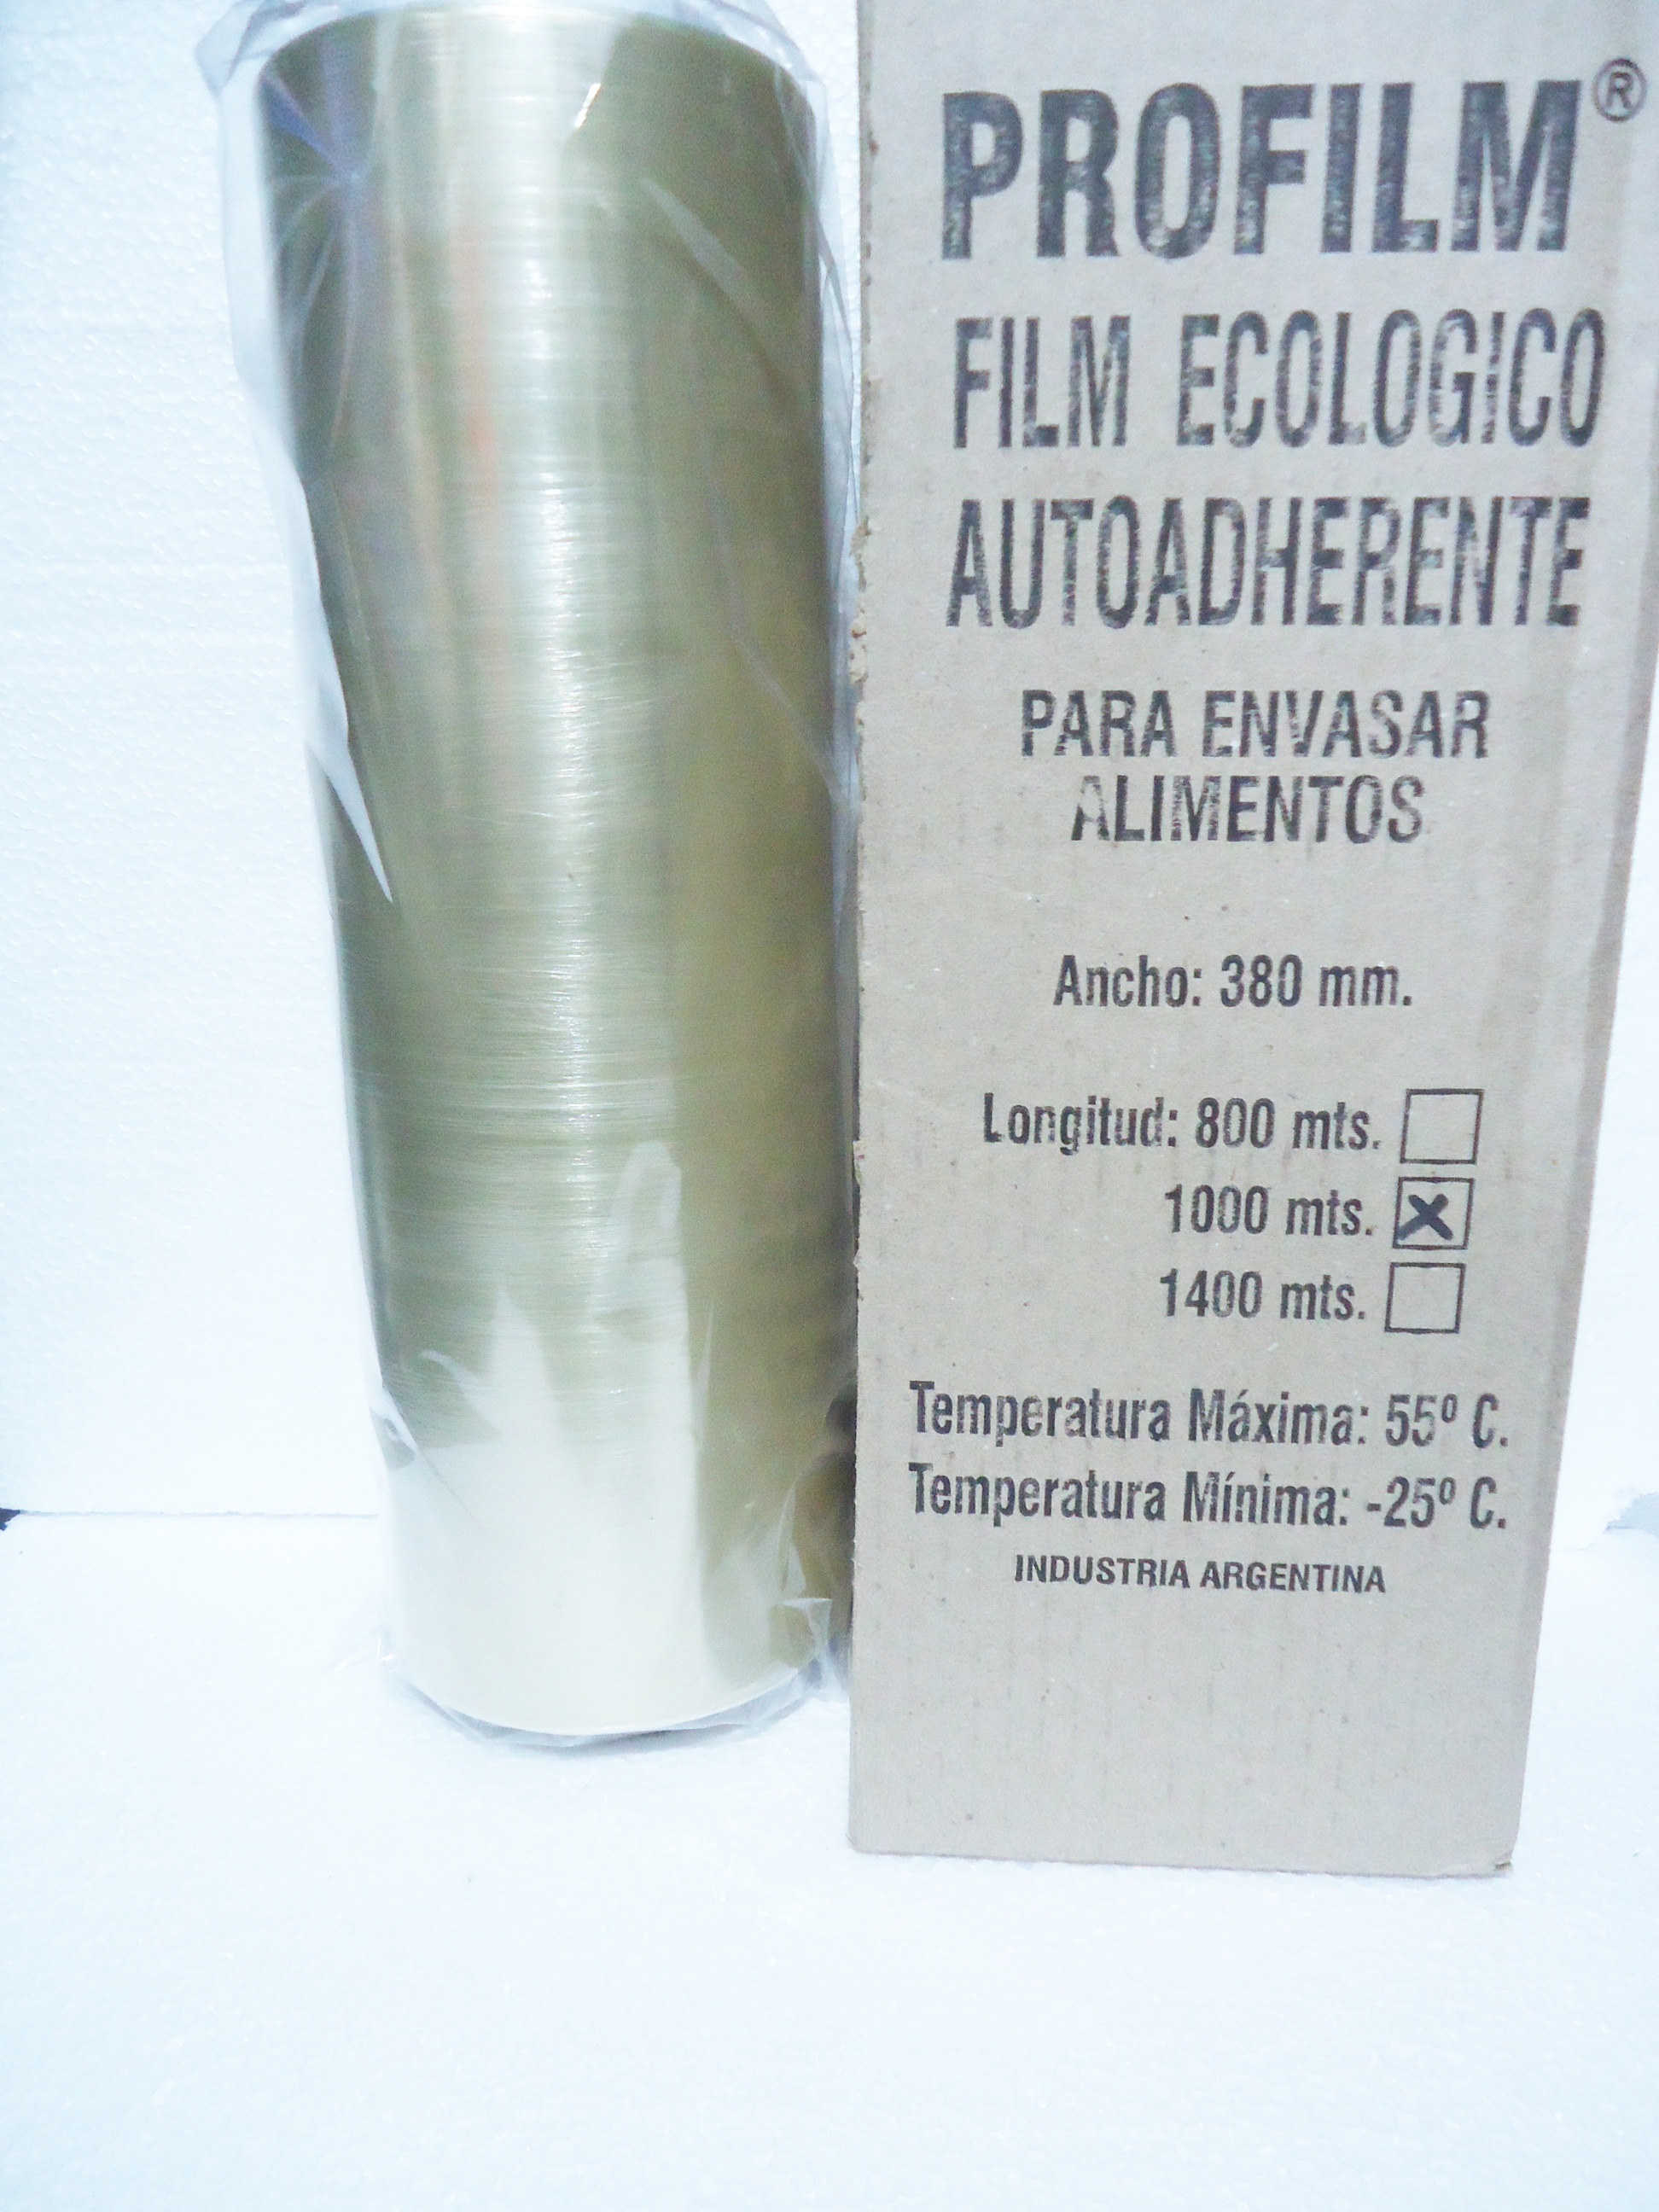 PROFILM®
FILM ECOLOGICO
AUTOADHERENTE
PARA ENVASAR
ALIMENTOS
Ancho: 380 mm.
Longitud: 800 mts.
1000 mts. X
1400 mts.
Temperatura Máxima: 55º C.
Temperatura Mínima: -25º C.
INDUSTRIA ARGENTINA